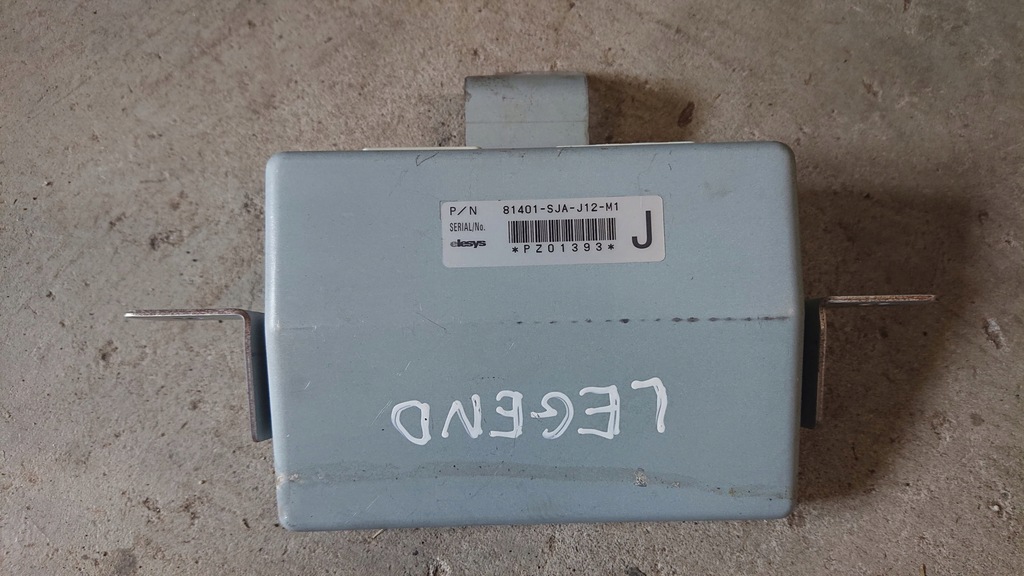 P/N 81401-SJA-J12-M1
SERIAL/No.
elesys *PZ01393* J
LEGEND